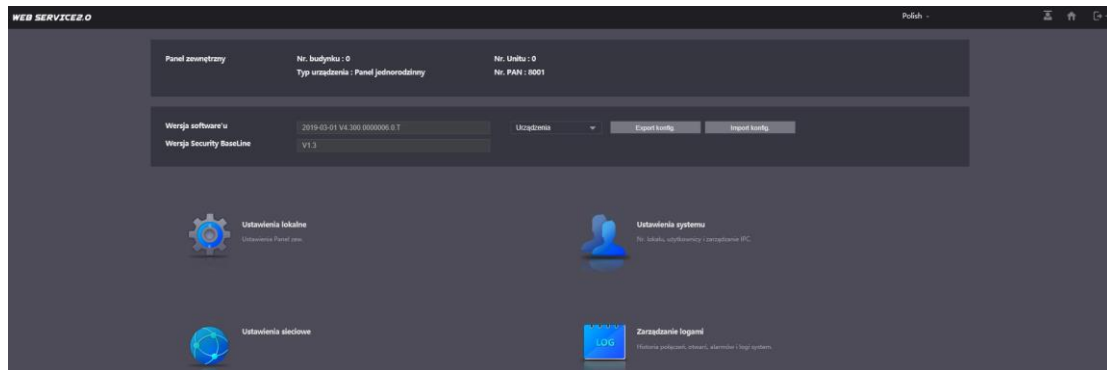 WEB SERVICE2.0
Polish
Panel zewnętrzny
Nr. budynku : 0
Nr. Unitu : 0
Typ urządzenia : Panel jednorodzinny
Nr. PAN : 8001
Wersja software'u
2019-03-01 V4.300.0000006.0.T
Urządzenia
Export konfig.
Import konfig.
Wersja Security BaseLine
V1.3
Ustawienia lokalne
Ustawienia Panel zew.
Ustawienia systemu
Nr. lokalu, użytkownicy i zarządzanie IPC.
Ustawienia sieciowe
LOG
Zarządzanie logami
Historia połączeń, otwarć, alarmów i logi system.